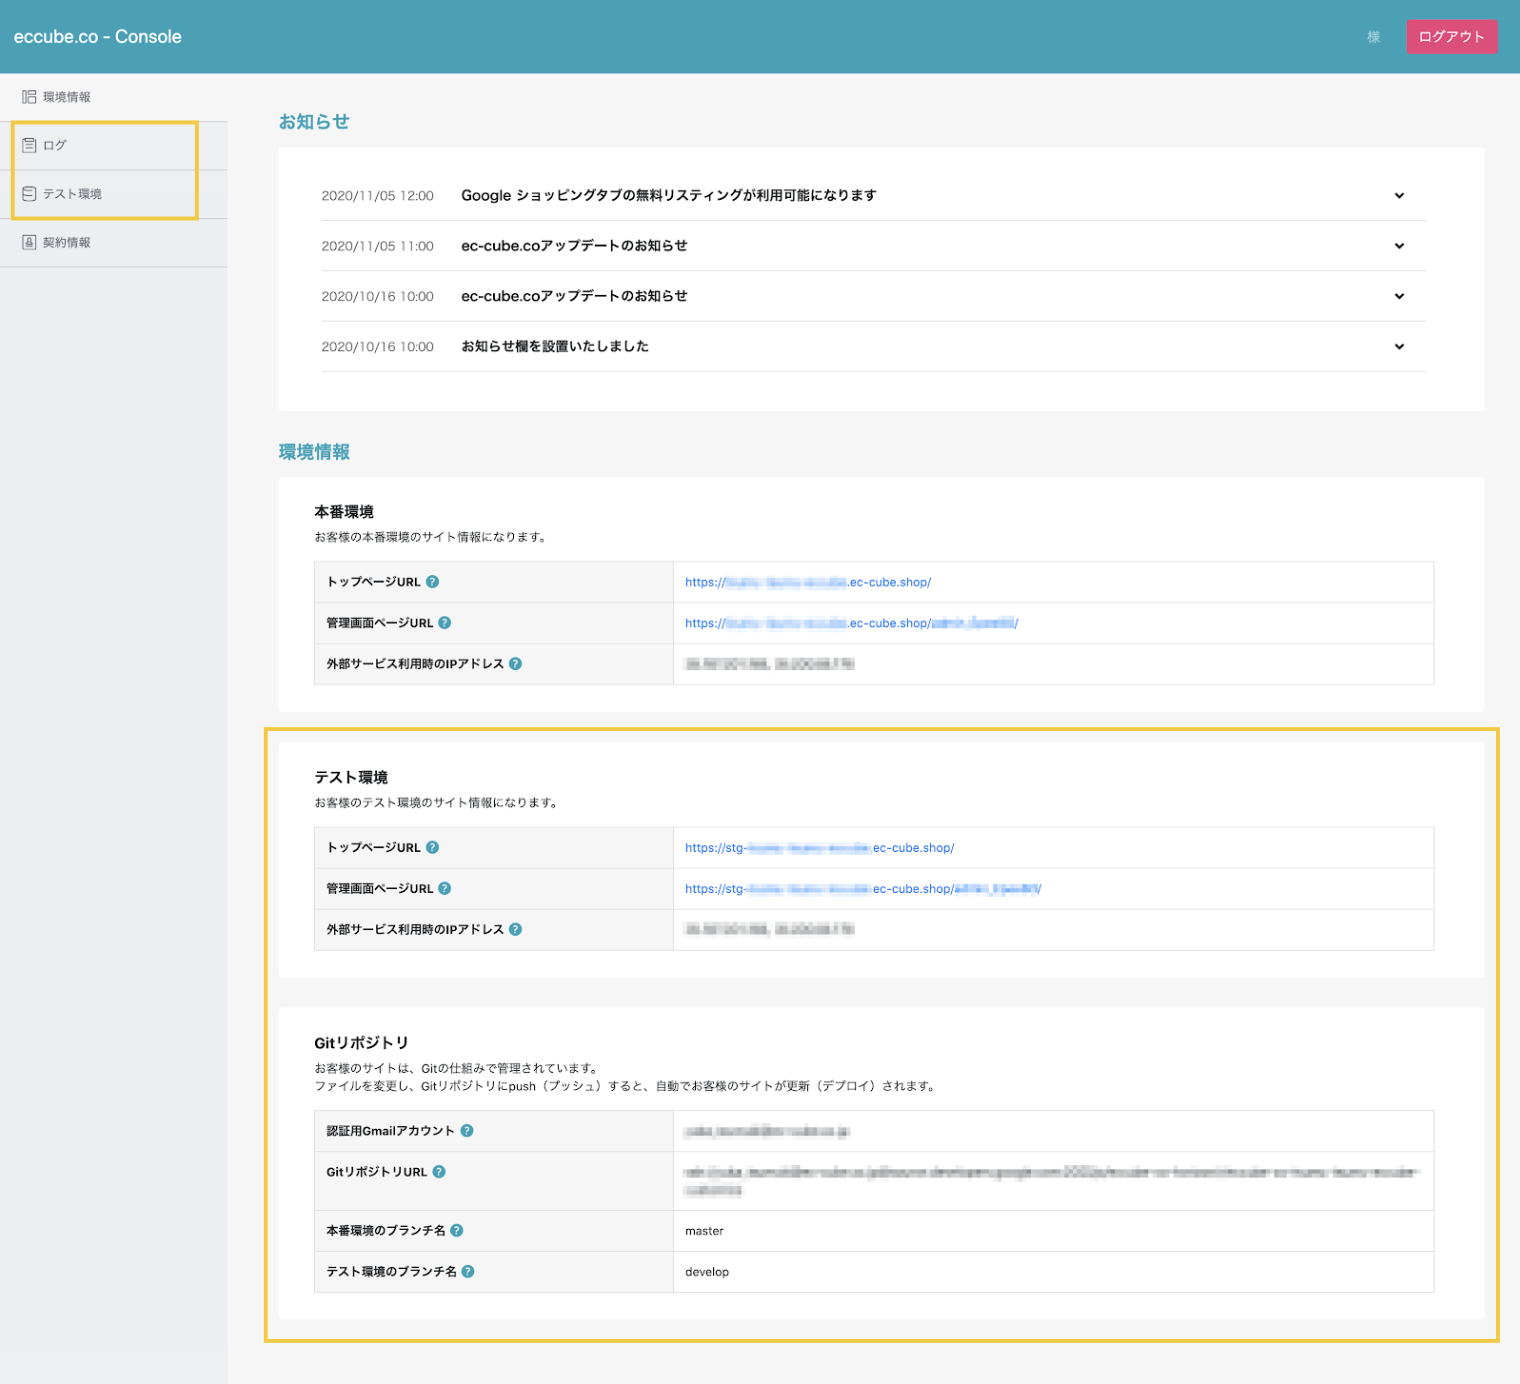 eccube.co - Console
様
ログアウト
環境情報
ログ
テスト環境
契約情報
お知らせ
2020/11/05 12:00 Google ショッピングタブの無料リスティングが利用可能になります
2020/11/05 11:00 ec-cube.coアップデートのお知らせ
2020/10/16 10:00 ec-cube.coアップデートのお知らせ
2020/10/16 10:00 お知らせ欄を設置いたしました
環境情報
本番環境
お客様の本番環境のサイト情報になります。
トップページURL ? https:// .ec-cube.shop/
管理画面ページURL ? https:// .ec-cube.shop/ /
外部サービス利用時のIPアドレス ?
テスト環境
お客様のテスト環境のサイト情報になります。
トップページURL ? https://stg- .ec-cube.shop/
管理画面ページURL ? https://stg- ec-cube.shop/ /
外部サービス利用時のIPアドレス ?
Gitリポジトリ
お客様のサイトは、Gitの仕組みで管理されています。
ファイルを変更し、Gitリポジトリにpush（プッシュ）すると、自動でお客様のサイトが更新（デプロイ）されます。
認証用Gmailアカウント ?
GitリポジトリURL ?
本番環境のブランチ名 ? master
テスト環境のブランチ名 ? develop